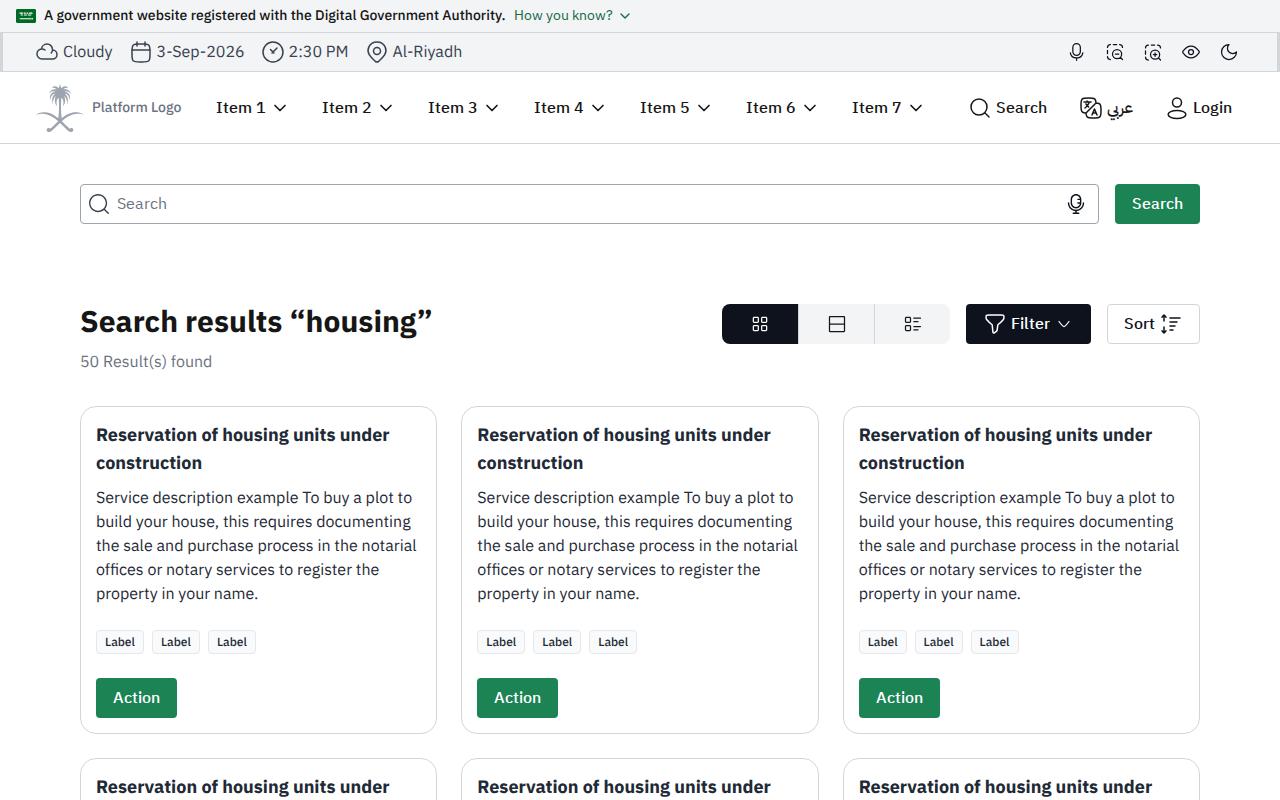 A government website registered with the Digital Government Authority. How you know?
Cloudy 3-Sep-2026 2:30 PM Al-Riyadh
Platform Logo Item 1 Item 2 Item 3 Item 4 Item 5 Item 6 Item 7 Search عربي Login
Search Search
Search results “housing” Filter Sort
50 Result(s) found
Reservation of housing units under construction
Service description example To buy a plot to
build your house, this requires documenting
the sale and purchase process in the notarial
offices or notary services to register the
property in your name.
Label Label Label
Action
Reservation of housing units under construction
Service description example To buy a plot to
build your house, this requires documenting
the sale and purchase process in the notarial
offices or notary services to register the
property in your name.
Label Label Label
Action
Reservation of housing units under construction
Service description example To buy a plot to
build your house, this requires documenting
the sale and purchase process in the notarial
offices or notary services to register the
property in your name.
Label Label Label
Action
Reservation of housing units under
Reservation of housing units under
Reservation of housing units under